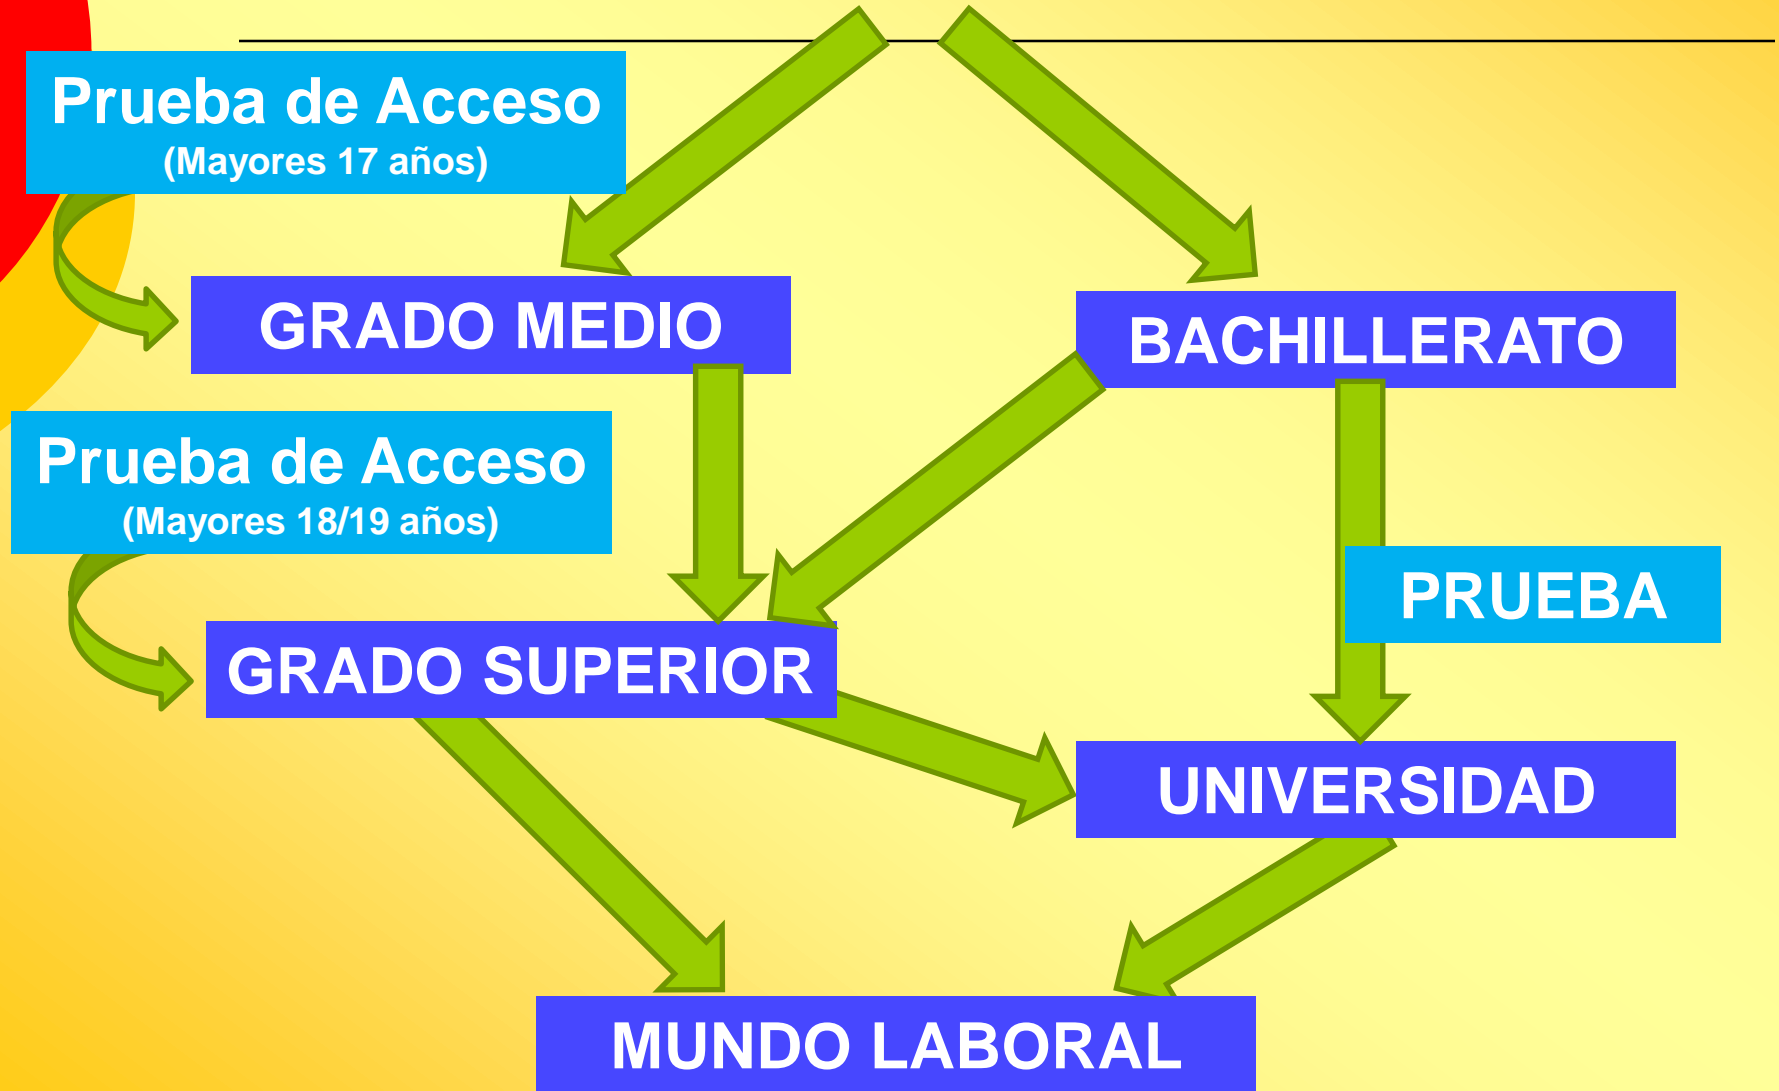 Prueba de Acceso
(Mayores 17 años)
GRADO MEDIO
BACHILLERATO
Prueba de Acceso
(Mayores 18/19 años)
PRUEBA
GRADO SUPERIOR
UNIVERSIDAD
MUNDO LABORAL